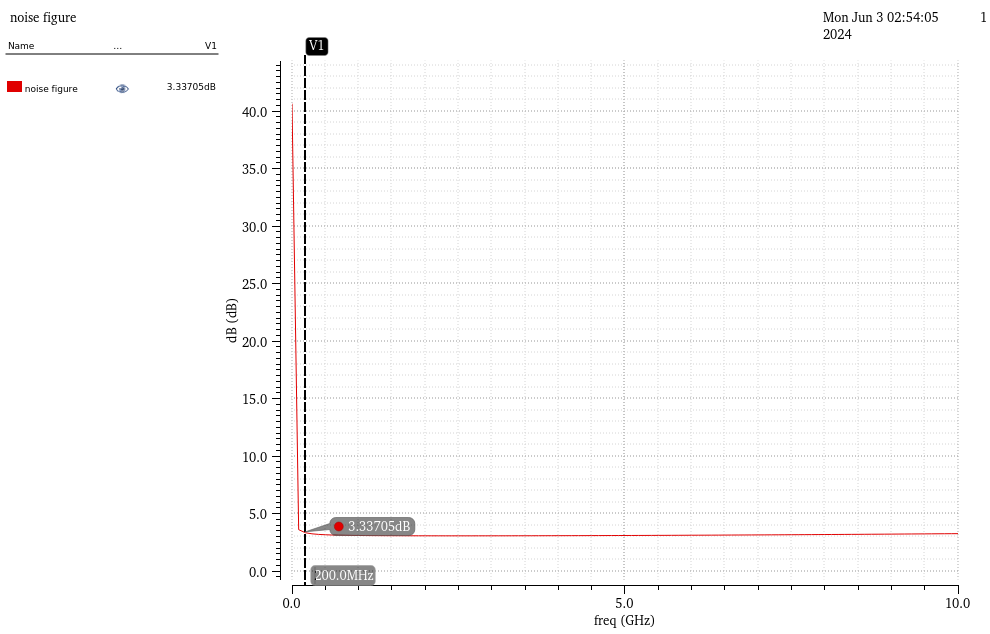 noise figure
Mon Jun 3 02:54:05 1
2024
Name ... V1
noise figure 3.33705dB
V1
40.0
35.0
30.0
25.0
20.0
15.0
10.0
5.0
0.0
dB (dB)
3.33705dB
200.0MHz
0.0 5.0 10.0
freq (GHz)